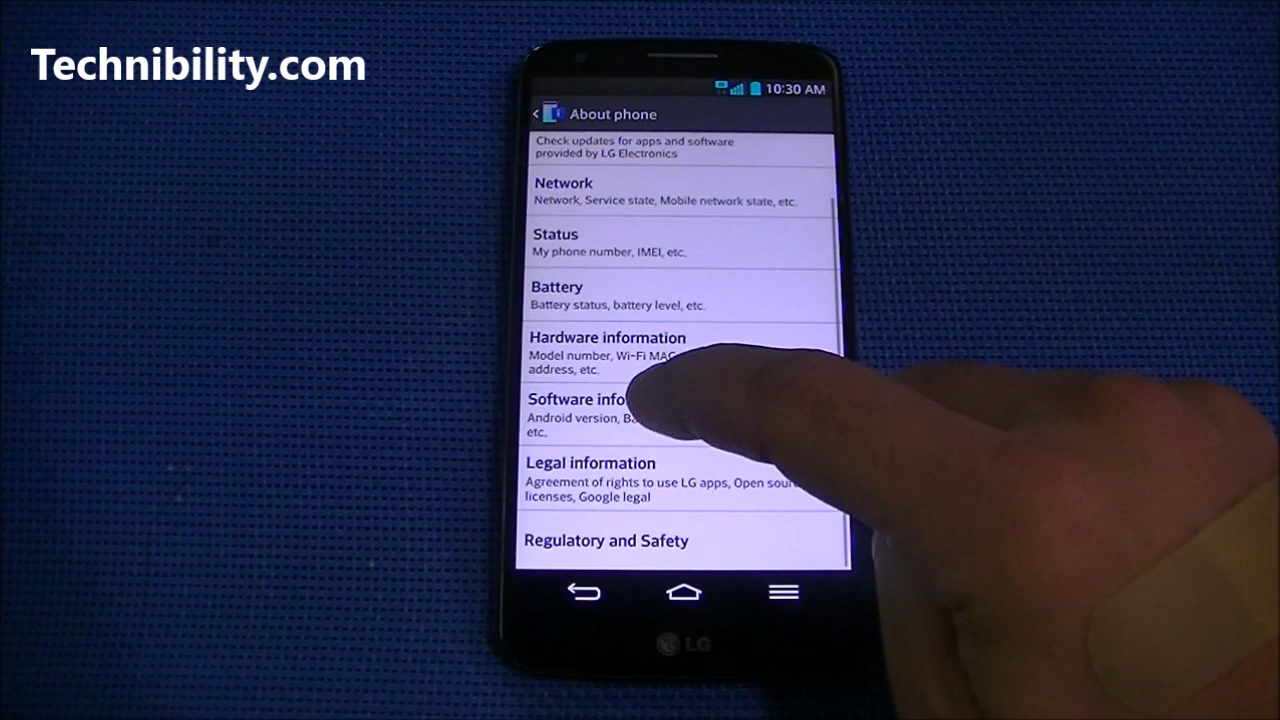 Technibility.com
10:30 AM
About phone
Check updates for apps and software
provided by LG Electronics
Network
Network, Service state, Mobile network state, etc.
Status
My phone number, IMEI, etc.
Battery
Battery status, battery level, etc.
Hardware information
Model number, Wi-Fi MAC
address, etc.
Software info
Android version, Ba
etc.
Legal information
Agreement of rights to use LG apps, Open sour
licenses, Google legal
Regulatory and Safety
LG